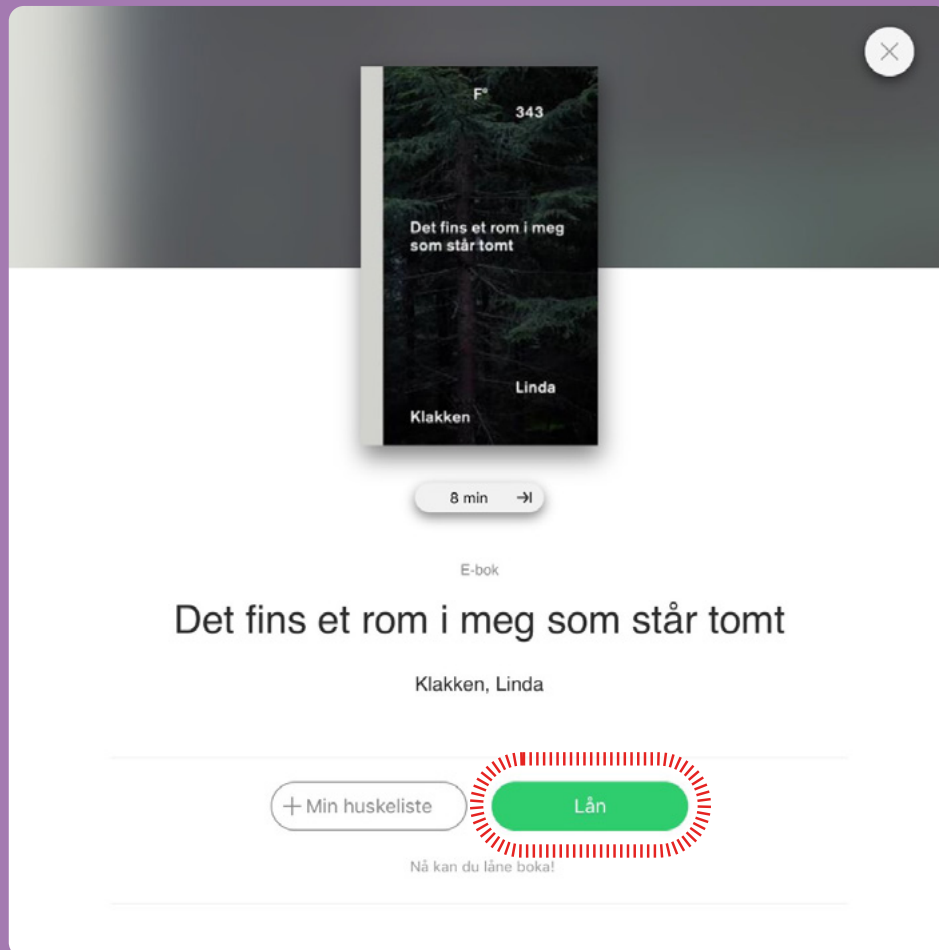 F°
343
Det fins et rom i meg
som står tomt
Linda
Klakken
8 min
E-bok
Det fins et rom i meg som står tomt
Klakken, Linda
+ Min huskeliste
Lån
Nå kan du låne boka!